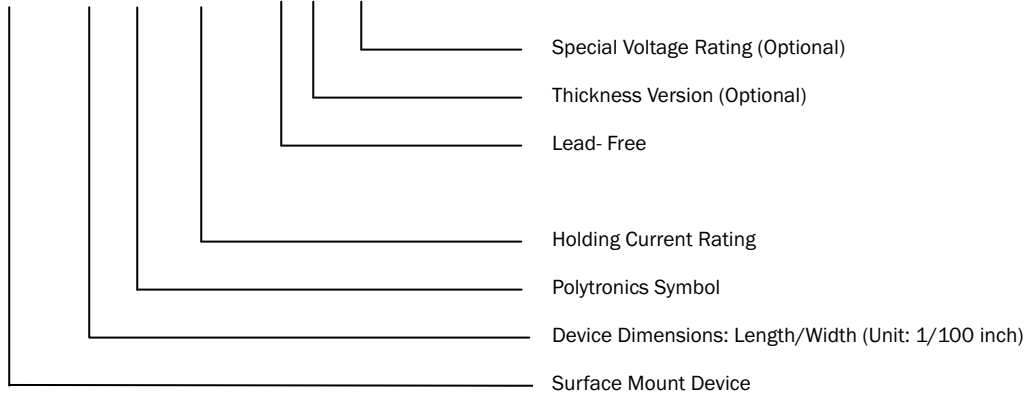 Special Voltage Rating (Optional)
Thickness Version (Optional)
Lead- Free
Holding Current Rating
Polytronics Symbol
Device Dimensions: Length/Width (Unit: 1/100 inch)
Surface Mount Device